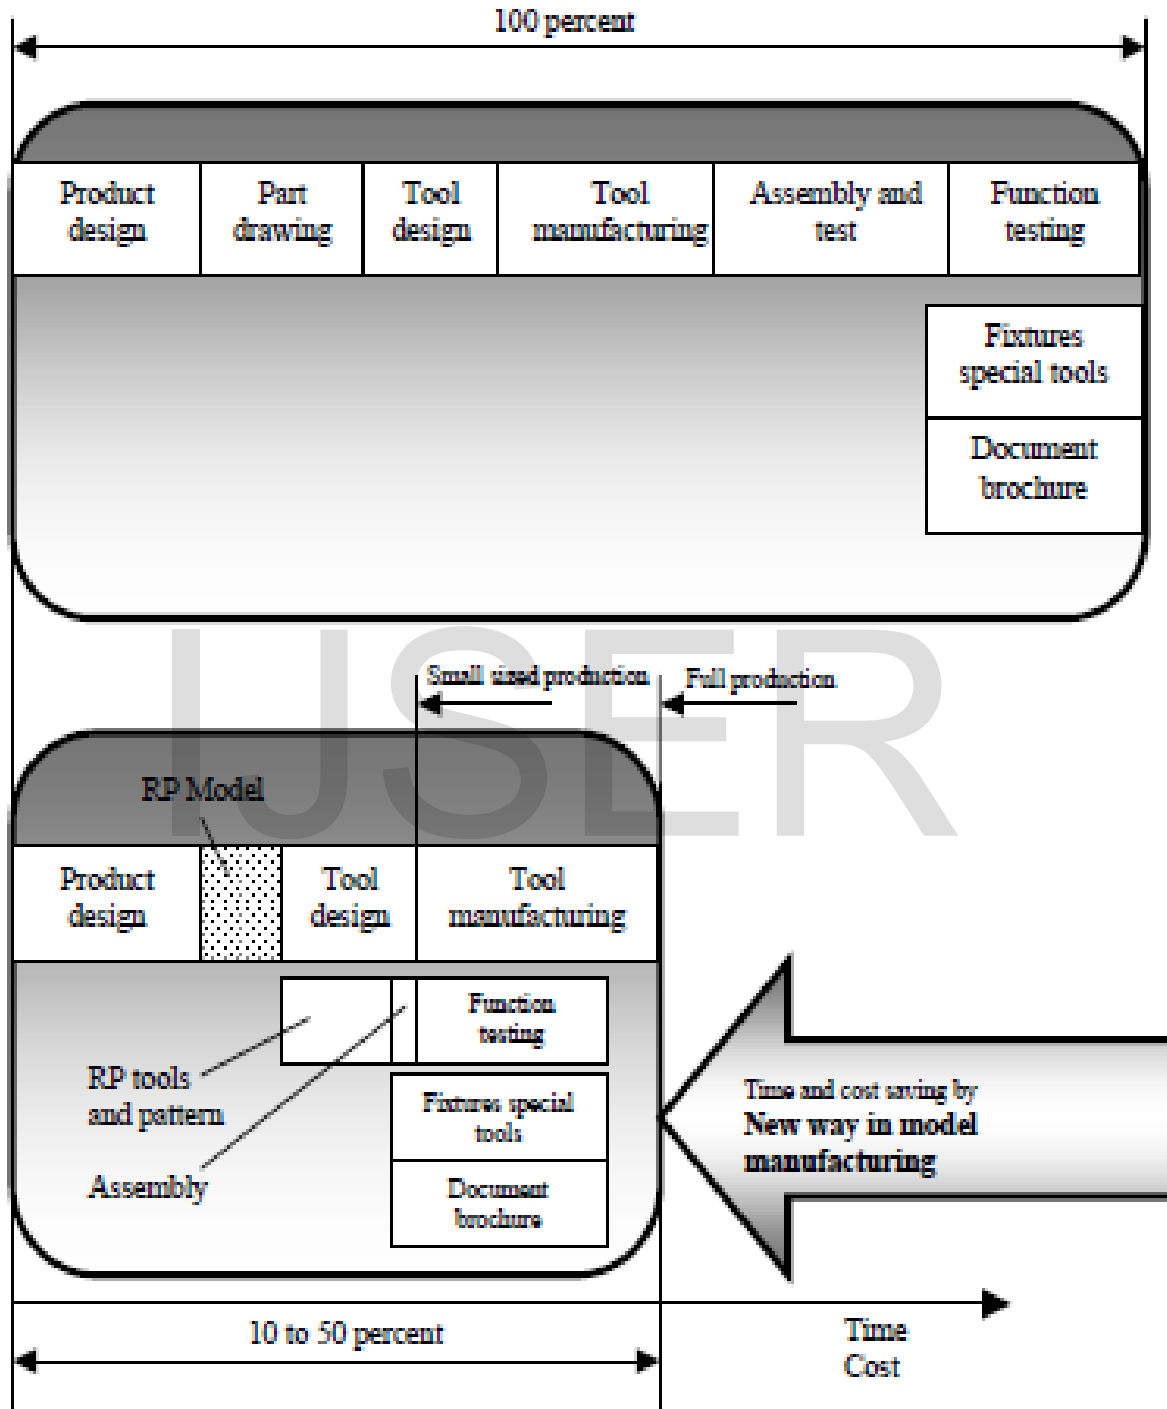 100 percent
Product
design
Part
drawing
Tool
design
Tool
manufacturing
Assembly and
test
Function
testing
Fixtures
special tools
Document
brochure
IJSER
Small sized production
Full production
RP Model
Product
design
Tool
design
Tool
manufacturing
Function
testing
RP tools
and pattern
Fixtures special
tools
Assembly
Document
brochure
Time and cost saving by
New way in model
manufacturing
10 to 50 percent
Time
Cost